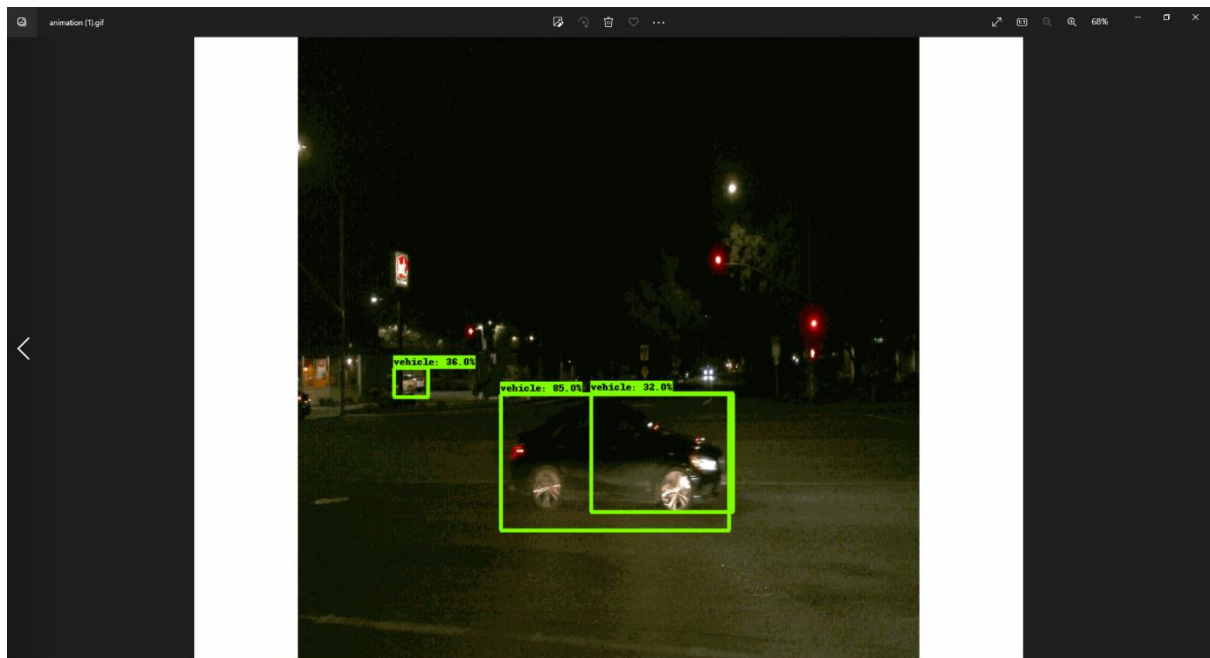 animation (1).gif
68%
vehicle: 36.0%
vehicle: 85.0%
vehicle: 32.0%